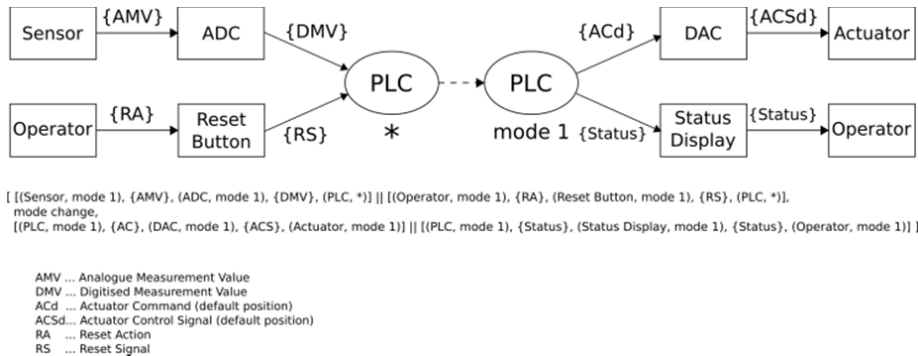 {AMV} {ACSd}
Sensor ADC {DMV} {ACd} DAC Actuator
PLC PLC
Operator {RA} Reset Button {RS} * mode 1 {Status} Status Display {Status} Operator
[ [(Sensor, mode 1), {AMV}, (ADC, mode 1), {DMV}, (PLC, *)] || [(Operator, mode 1), {RA}, (Reset Button, mode 1), {RS}, (PLC, *)],
mode change,
[(PLC, mode 1), {AC}, (DAC, mode 1), {ACS}, (Actuator, mode 1)] || [(PLC, mode 1), {Status}, (Status Display, mode 1), {Status}, (Operator, mode 1)] ]
AMV ... Analogue Measurement Value
DMV ... Digitised Measurement Value
ACd ... Actuator Command (default position)
ACSd... Actuator Control Signal (default position)
RA ... Reset Action
RS ... Reset Signal